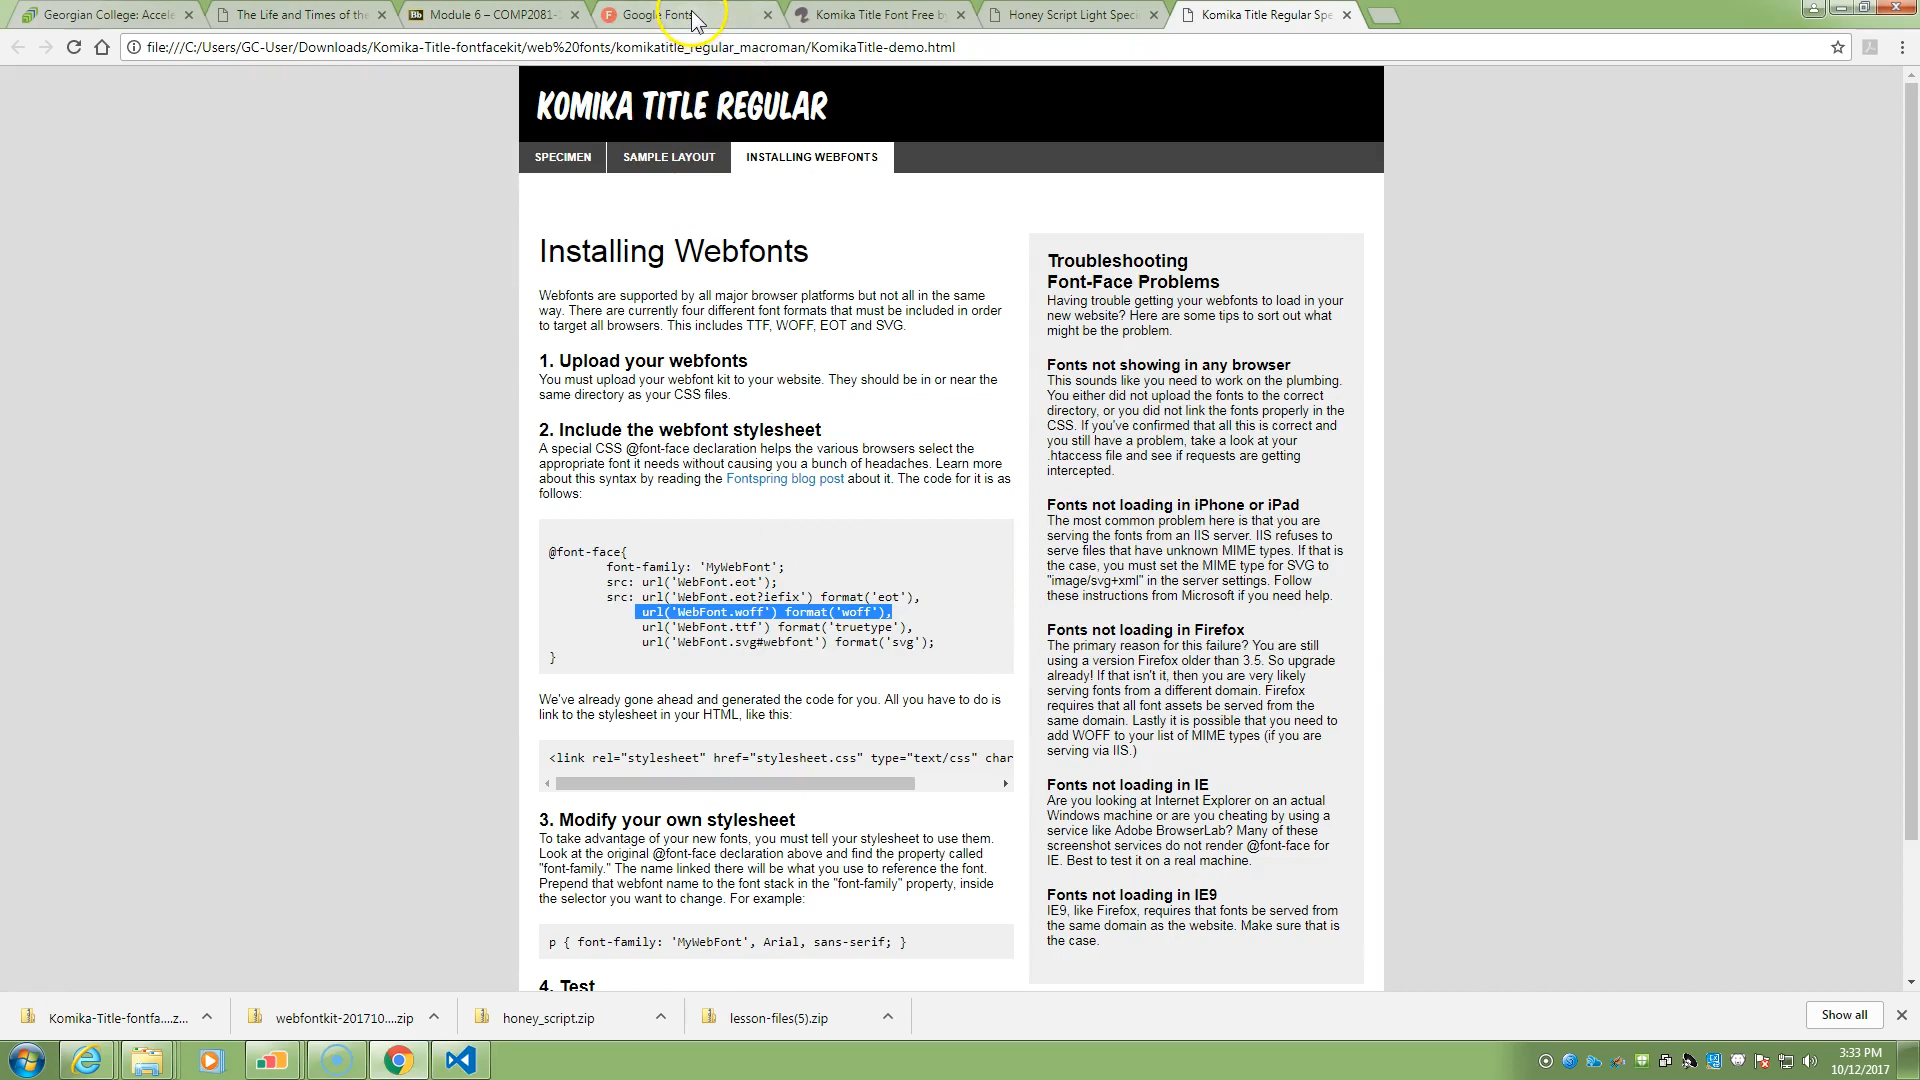 Georgian College: Accele
The Life and Times of the
Bb Module 6 – COMP2081-
F Google Fonts
Komika Title Font Free b
Honey Script Light Speci
Komika Title Regular Spe
file:///C:/Users/GC-User/Downloads/Komika-Title-fontfacekit/web%20fonts/komikatitle_regular_macroman/KomikaTitle-demo.html
KOMIKA TITLE REGULAR
SPECIMEN
SAMPLE LAYOUT
INSTALLING WEBFONTS
Installing Webfonts
Webfonts are supported by all major browser platforms but not all in the same
way. There are currently four different font formats that must be included in order
to target all browsers. This includes TTF, WOFF, EOT and SVG.
1. Upload your webfonts
You must upload your webfont kit to your website. They should be in or near the
same directory as your CSS files.
2. Include the webfont stylesheet
A special CSS @font-face declaration helps the various browsers select the
appropriate font it needs without causing you a bunch of headaches. Learn more
about this syntax by reading the Fontspring blog post about it. The code for it is as
follows:
@font-face{
font-family: 'MyWebFont';
src: url('WebFont.eot');
src: url('WebFont.eot?iefix') format('eot'),
url('WebFont.woff') format('woff'),
url('WebFont.ttf') format('truetype'),
url('WebFont.svg#webfont') format('svg');
}
We've already gone ahead and generated the code for you. All you have to do is
link to the stylesheet in your HTML, like this:
<link rel="stylesheet" href="stylesheet.css" type="text/css" char
3. Modify your own stylesheet
To take advantage of your new fonts, you must tell your stylesheet to use them.
Look at the original @font-face declaration above and find the property called
"font-family." The name linked there will be what you use to reference the font.
Prepend that webfont name to the font stack in the "font-family" property, inside
the selector you want to change. For example:
p { font-family: 'MyWebFont', Arial, sans-serif; }
4. Test
Troubleshooting
Font-Face Problems
Having trouble getting your webfonts to load in your
new website? Here are some tips to sort out what
might be the problem.
Fonts not showing in any browser
This sounds like you need to work on the plumbing.
You either did not upload the fonts to the correct
directory, or you did not link the fonts properly in the
CSS. If you've confirmed that all this is correct and
you still have a problem, take a look at your
.htaccess file and see if requests are getting
intercepted.
Fonts not loading in iPhone or iPad
The most common problem here is that you are
serving the fonts from an IIS server. IIS refuses to
serve files that have unknown MIME types. If that is
the case, you must set the MIME type for SVG to
"image/svg+xml" in the server settings. Follow
these instructions from Microsoft if you need help.
Fonts not loading in Firefox
The primary reason for this failure? You are still
using a version Firefox older than 3.5. So upgrade
already! If that isn't it, then you are very likely
serving fonts from a different domain. Firefox
requires that all font assets be served from the
same domain. Lastly it is possible that you need to
add WOFF to your list of MIME types (if you are
serving via IIS.)
Fonts not loading in IE
Are you looking at Internet Explorer on an actual
Windows machine or are you cheating by using a
service like Adobe BrowserLab? Many of these
screenshot services do not render @font-face for
IE. Best to test it on a real machine.
Fonts not loading in IE9
IE9, like Firefox, requires that fonts be served from
the same domain as the website. Make sure that is
the case.
Komika-Title-fontfa....z...
webfontkit-201710....zip
honey_script.zip
lesson-files(5).zip
Show all
3:33 PM
10/12/2017